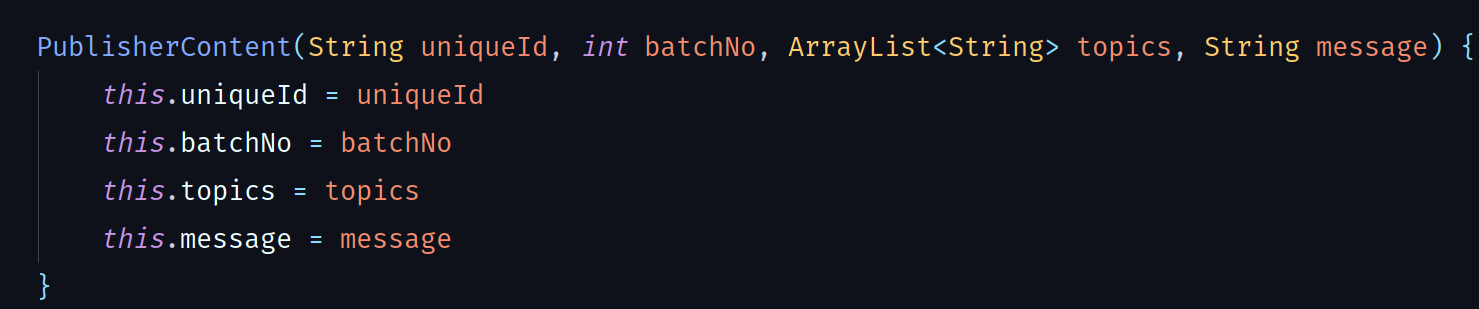 PublisherContent(String uniqueId, int batchNo, ArrayList<String> topics, String message) {
    this.uniqueId = uniqueId
    this.batchNo = batchNo
    this.topics = topics
    this.message = message
}